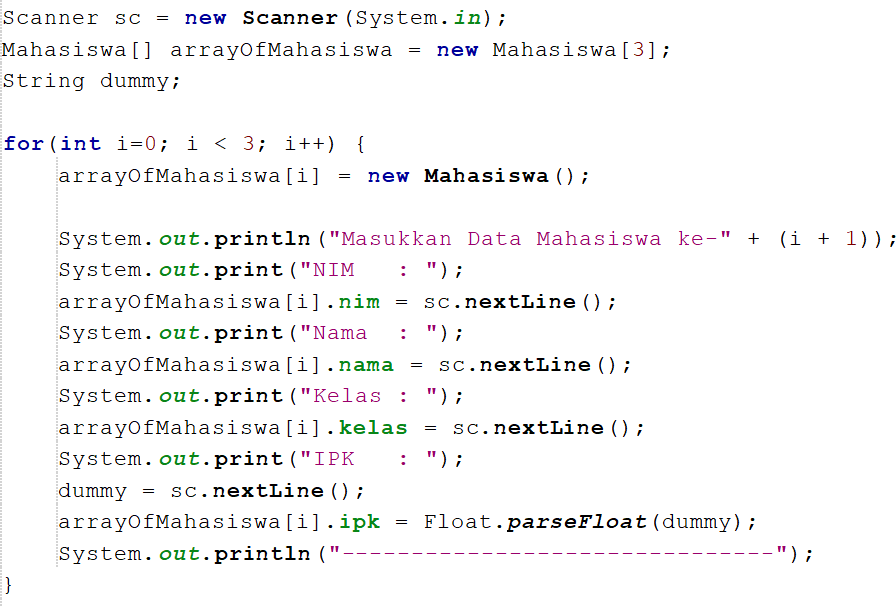 Scanner sc = new Scanner(System.in);
Mahasiswa[] arrayOfMahasiswa = new Mahasiswa[3];
String dummy;

for(int i=0; i < 3; i++) {
    arrayOfMahasiswa[i] = new Mahasiswa();

    System.out.println("Masukkan Data Mahasiswa ke-" + (i + 1));
    System.out.print("NIM   : ");
    arrayOfMahasiswa[i].nim = sc.nextLine();
    System.out.print("Nama  : ");
    arrayOfMahasiswa[i].nama = sc.nextLine();
    System.out.print("Kelas : ");
    arrayOfMahasiswa[i].kelas = sc.nextLine();
    System.out.print("IPK   : ");
    dummy = sc.nextLine();
    arrayOfMahasiswa[i].ipk = Float.parseFloat(dummy);
    System.out.println("-------------------------------");
}